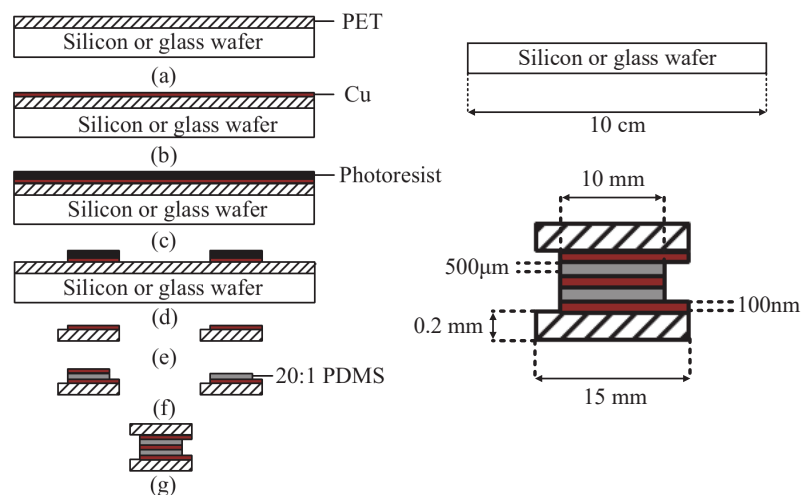 PET
Silicon or glass wafer
(a)
Cu
Silicon or glass wafer
(b)
Photoresist
Silicon or glass wafer
(c)
Silicon or glass wafer
(d)
(e)
20:1 PDMS
(f)
(g)
Silicon or glass wafer
10 cm
10 mm
500μm
100nm
0.2 mm
15 mm